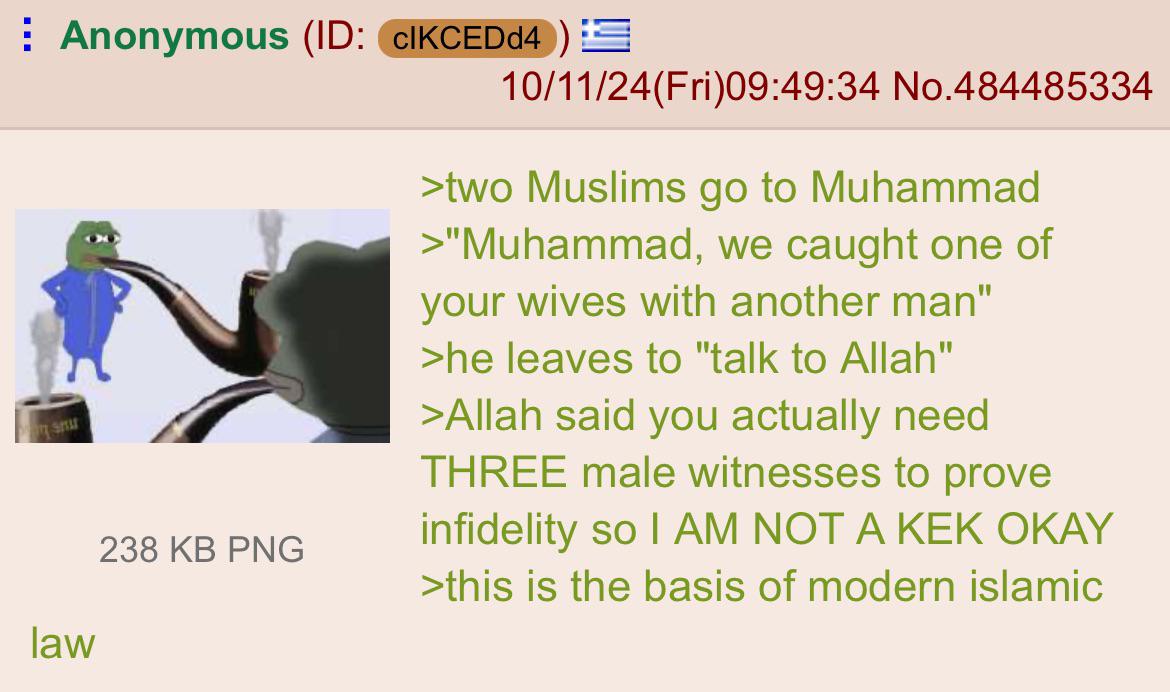 Anonymous (ID: cIKCEDd4)
10/11/24(Fri)09:49:34 No.484485334
>two Muslims go to Muhammad
>"Muhammad, we caught one of
your wives with another man"
>he leaves to "talk to Allah"
>Allah said you actually need
THREE male witnesses to prove
infidelity so I AM NOT A KEK OKAY
238 KB PNG
>this is the basis of modern islamic
law